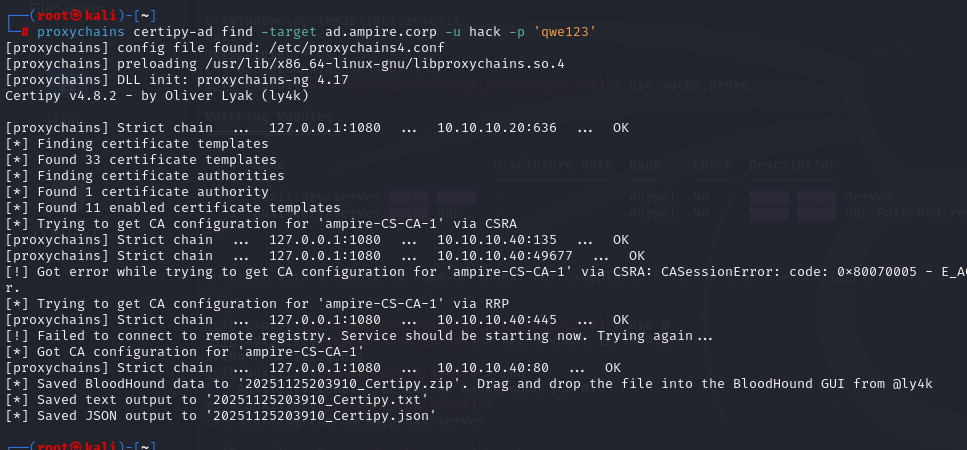 ┌──(root㉿kali)-[~]
└─# proxychains certipy-ad find -target ad.ampire.corp -u hack -p 'qwe123'
[proxychains] config file found: /etc/proxychains4.conf
[proxychains] preloading /usr/lib/x86_64-linux-gnu/libproxychains.so.4
[proxychains] DLL init: proxychains-ng 4.17
Certipy v4.8.2 - by Oliver Lyak (ly4k)
[proxychains] Strict chain  ...  127.0.0.1:1080  ...  10.10.10.20:636  ...  OK
[*] Finding certificate templates
[*] Found 33 certificate templates
[*] Finding certificate authorities
[*] Found 1 certificate authority
[*] Found 11 enabled certificate templates
[*] Trying to get CA configuration for 'ampire-CS-CA-1' via CSRA
[proxychains] Strict chain  ...  127.0.0.1:1080  ...  10.10.10.40:135  ...  OK
[proxychains] Strict chain  ...  127.0.0.1:1080  ...  10.10.10.40:49677  ...  OK
[!] Got error while trying to get CA configuration for 'ampire-CS-CA-1' via CSRA: CASessionError: code: 0×80070005 - E_AC
r.
[*] Trying to get CA configuration for 'ampire-CS-CA-1' via RRP
[proxychains] Strict chain  ...  127.0.0.1:1080  ...  10.10.10.40:445  ...  OK
[!] Failed to connect to remote registry. Service should be starting now. Trying again...
[*] Got CA configuration for 'ampire-CS-CA-1'
[proxychains] Strict chain  ...  127.0.0.1:1080  ...  10.10.10.40:80  ...  OK
[*] Saved BloodHound data to '20251125203910_Certipy.zip'. Drag and drop the file into the BloodHound GUI from @ly4k
[*] Saved text output to '20251125203910_Certipy.txt'
[*] Saved JSON output to '20251125203910_Certipy.json'
┌──(root㉿kali)-[~]